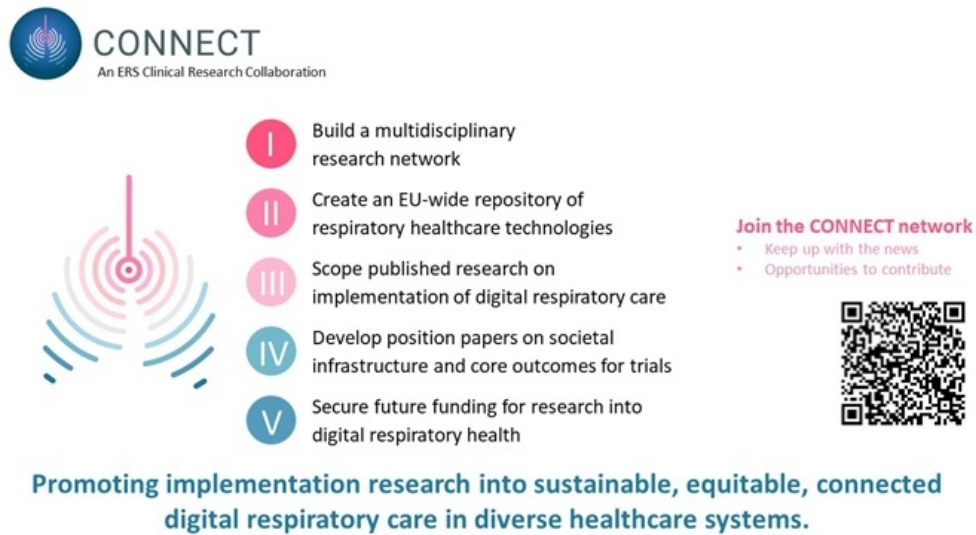 CONNECT
An ERS Clinical Research Collaboration
I
Build a multidisciplinary
research network
II
Create an EU-wide repository of
respiratory healthcare technologies
III
Scope published research on
implementation of digital respiratory care
IV
Develop position papers on societal
infrastructure and core outcomes for trials
V
Secure future funding for research into
digital respiratory health
Join the CONNECT network
• Keep up with the news
• Opportunities to contribute
Promoting implementation research into sustainable, equitable, connected
digital respiratory care in diverse healthcare systems.